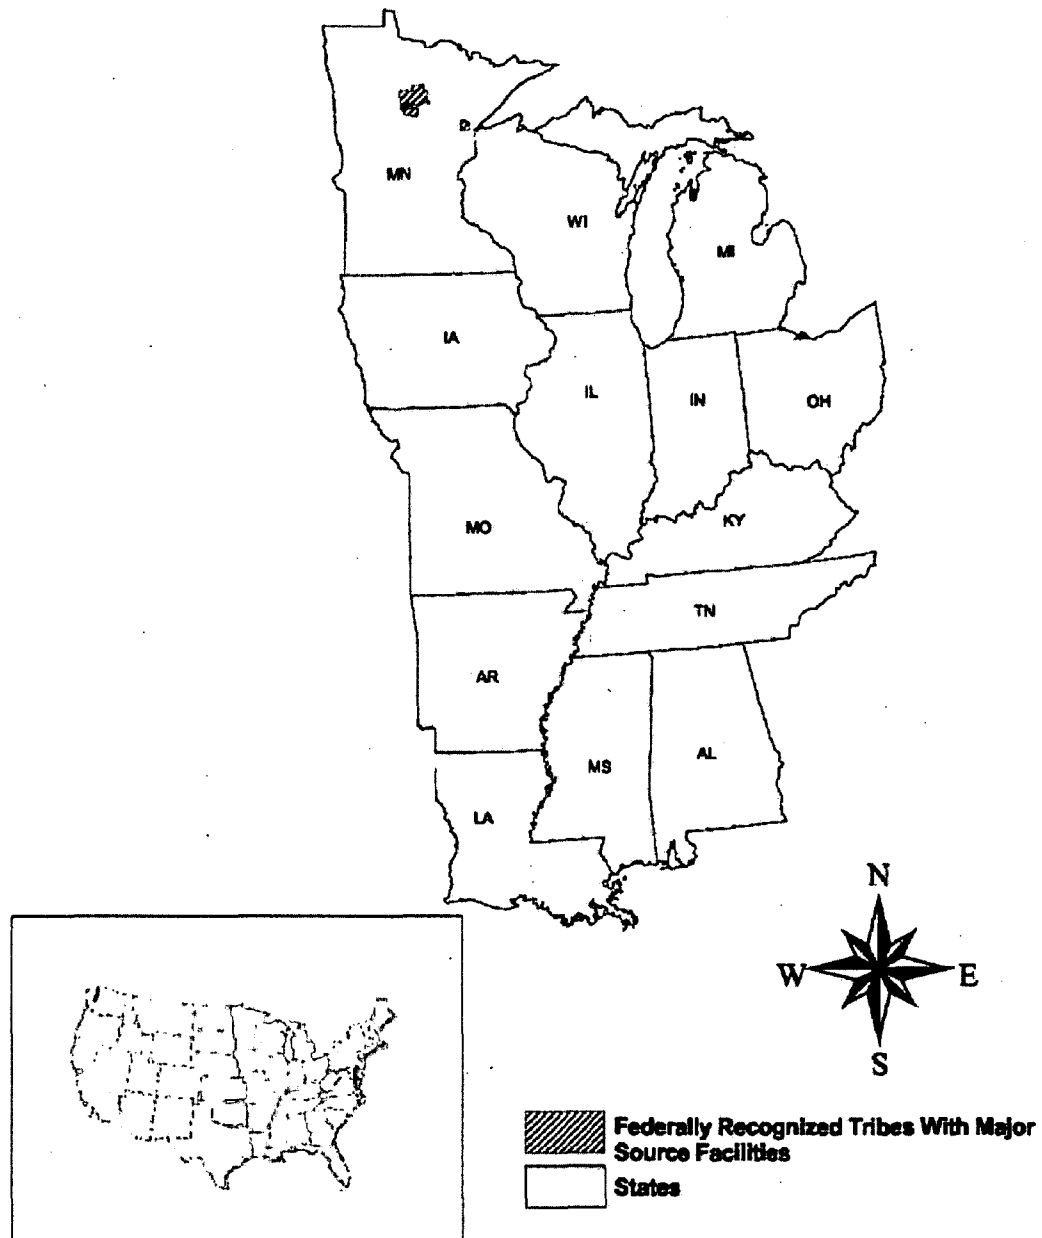 MN
WI
MI
IA
IL
IN
OH
MO
KY
TN
AR
MS
AL
LA
N
W
E
S
Federally Recognized Tribes With Major
Source Facilities
States